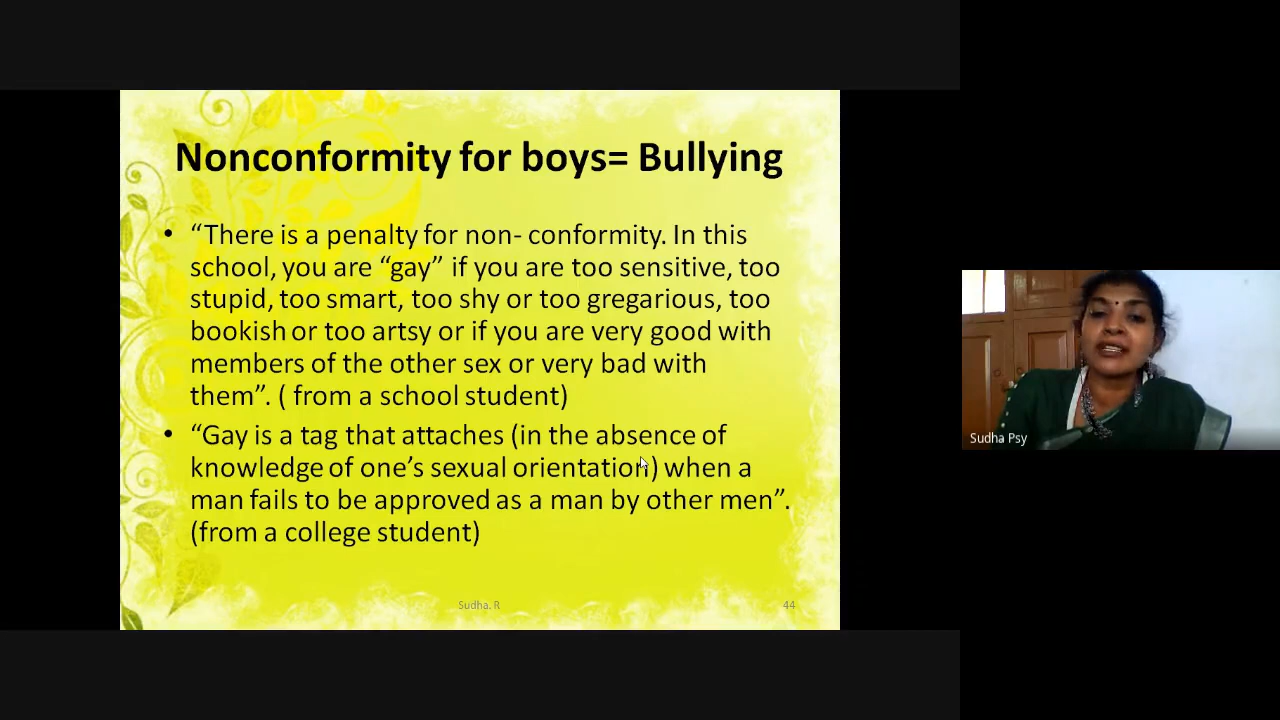 Nonconformity for boys= Bullying
• “There is a penalty for non- conformity. In this
school, you are “gay” if you are too sensitive, too
stupid, too smart, too shy or too gregarious, too
bookish or too artsy or if you are very good with
members of the other sex or very bad with
them”. ( from a school student)
• “Gay is a tag that attaches (in the absence of
knowledge of one’s sexual orientation) when a
man fails to be approved as a man by other men”.
(from a college student)
Sudha. R
44
Sudha Psy